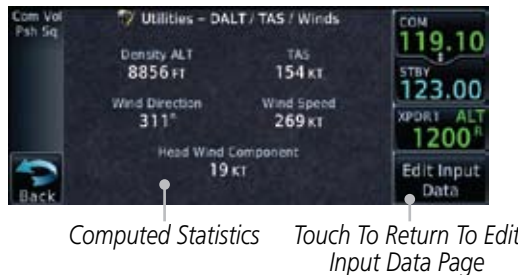 Com Vol
Psh Sq
Utilities – DALT / TAS / Winds
Density ALT
8856 FT
TAS
154 KT
Wind Direction
311°
Wind Speed
269 KT
Head Wind Component
19 KT
Back
COM
119.10
STBY
123.00
XPDR1 ALT
1200 R
Edit Input
Data
Computed Statistics
Touch To Return To Edit
Input Data Page